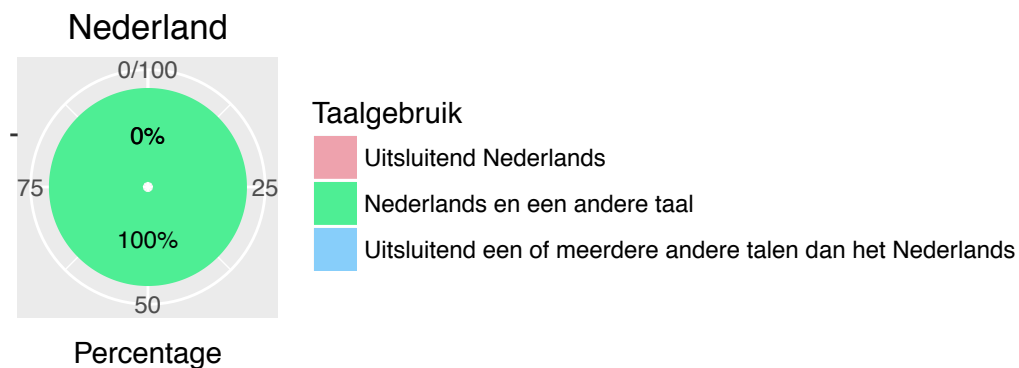 Nederland
0/100
0%
75
25
100%
50
Percentage
Taalgebruik
Uitsluitend Nederlands
Nederlands en een andere taal
Uitsluitend een of meerdere andere talen dan het Nederlands